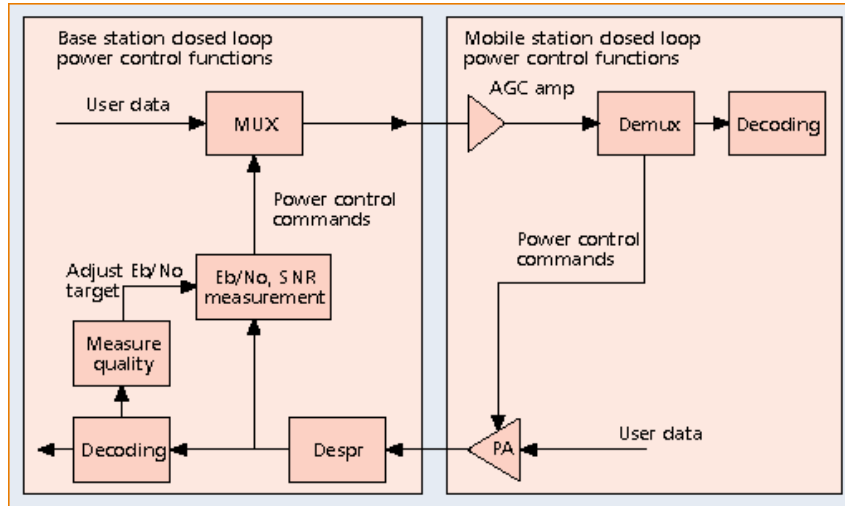 Base station closed loop
power control functions
User data
MUX
Power control
commands
Adjust Eb/No
target
Eb/No, SNR
measurement
Measure
quality
Decoding
Despr
Mobile station closed loop
power control functions
AGC amp
Demux
Decoding
Power control
commands
PA
User data